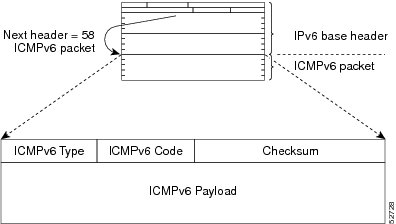 Next header = 58
ICMPv6 packet
IPv6 base header
ICMPv6 packet
ICMPv6 Type
ICMPv6 Code
Checksum
ICMPv6 Payload
52728